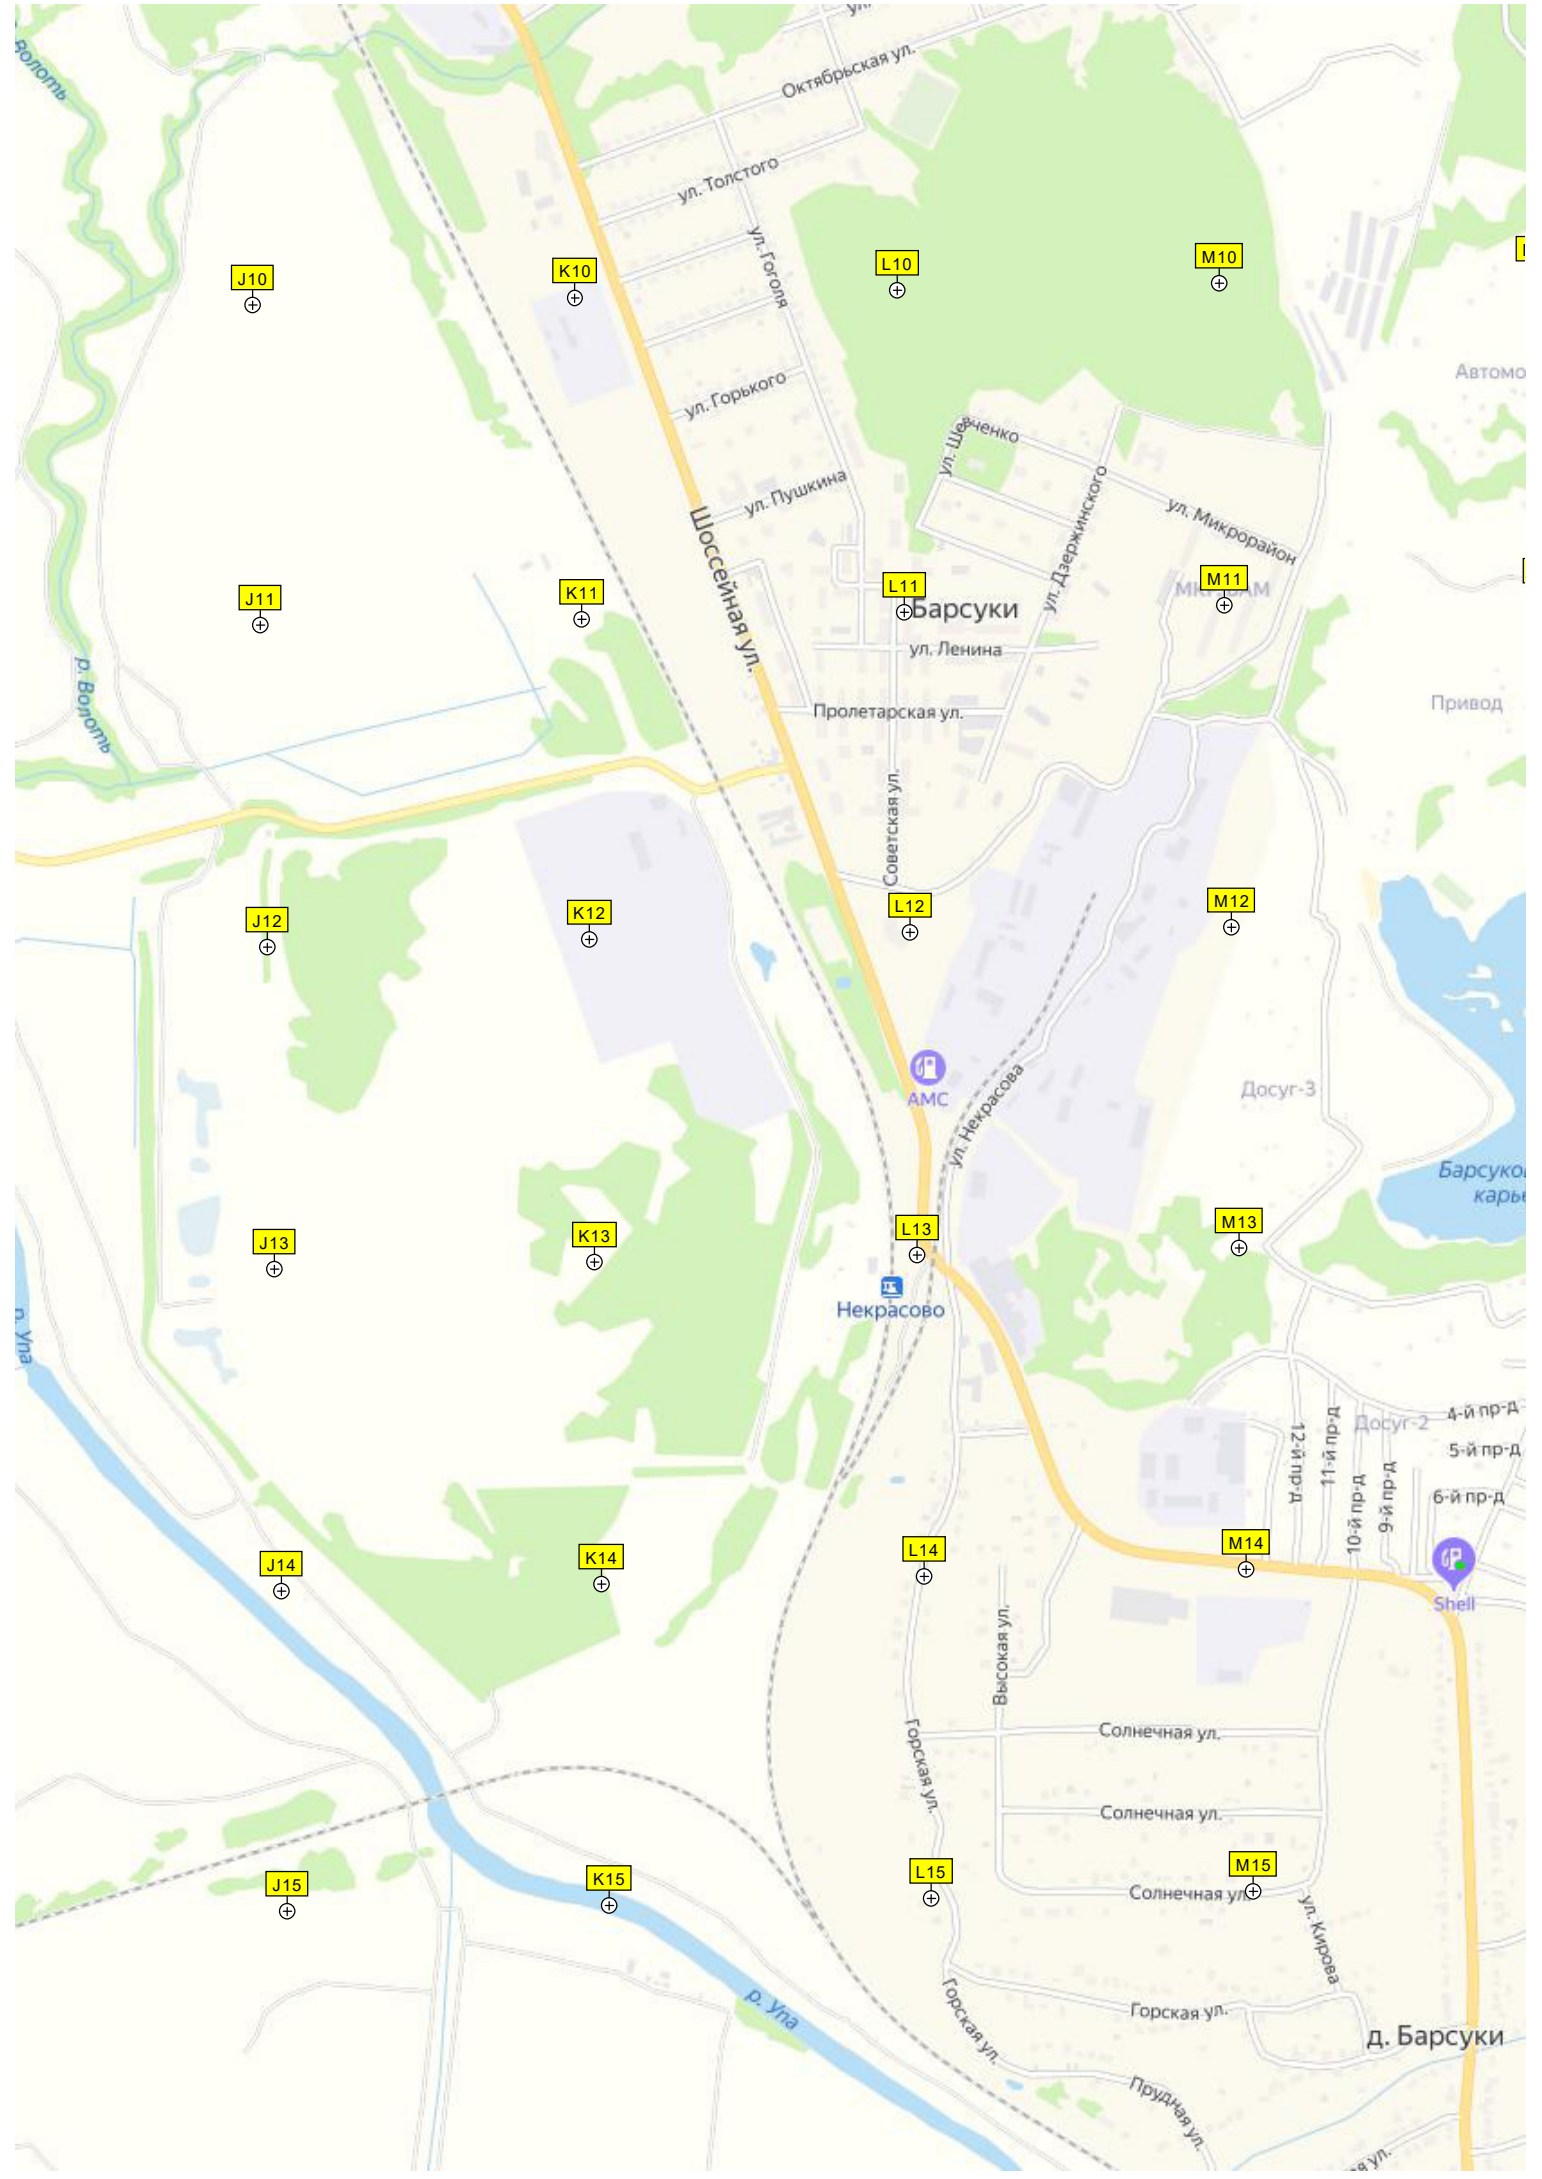 Волоть
Октябрьская ул.
ул. Толстого
ул. Гоголя
J10
K10
L10
M10
Автомо
ул. Горького
ул. Шевченко
ул. Пушкина
ул. Дзержинского
ул. Микрорайон
Шоссейная ул.
J11
K11
L11
M11
Барсуки
ул. Ленина
р. Волоть
Пролетарская ул.
Привод
Советская ул.
J12
K12
L12
M12
АМС
ул. Некрасова
Досуг-3
Барсуко
карье
J13
K13
L13
M13
Некрасово
р. Упа
4-й пр-д
Досуг-2
5-й пр-д
12-й пр-д
11-й пр-д
10-й пр-д
9-й пр-д
6-й пр-д
J14
K14
L14
M14
Shell
Высокая ул.
Солнечная ул.
Горская ул.
Солнечная ул.
J15
K15
L15
M15
Солнечная ул.
ул. Кирова
р. Упа
Горская ул.
Горская ул.
д. Барсуки
Прудная ул.